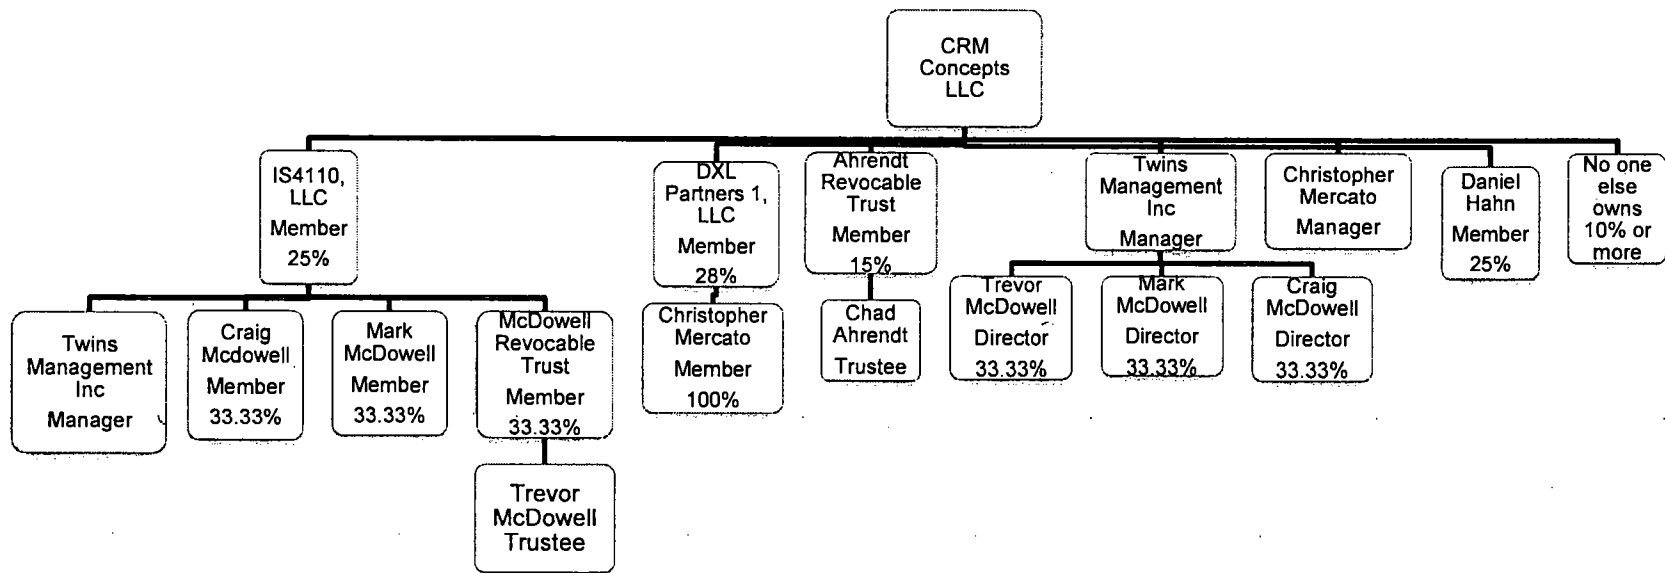 CRM
Concepts
LLC
IS4110,
LLC
Member
25%
DXL
Partners 1,
LLC
Member
28%
Ahrendt
Revocable
Trust
Member
15%
Twins
Management
Inc
Manager
Christopher
Mercato
Manager
Daniel
Hahn
Member
25%
No one
else
owns
10% or
more
Twins
Management
Inc
Manager
Craig
Mcdowell
Member
33.33%
Mark
McDowell
Member
33.33%
McDowell
Revocable
Trust
Member
33.33%
Christopher
Mercato
Member
100%
Chad
Ahrendt
Trustee
Trevor
McDowell
Director
33.33%
Mark
McDowell
Director
33.33%
Craig
McDowell
Director
33.33%
Trevor
McDowell
Trustee